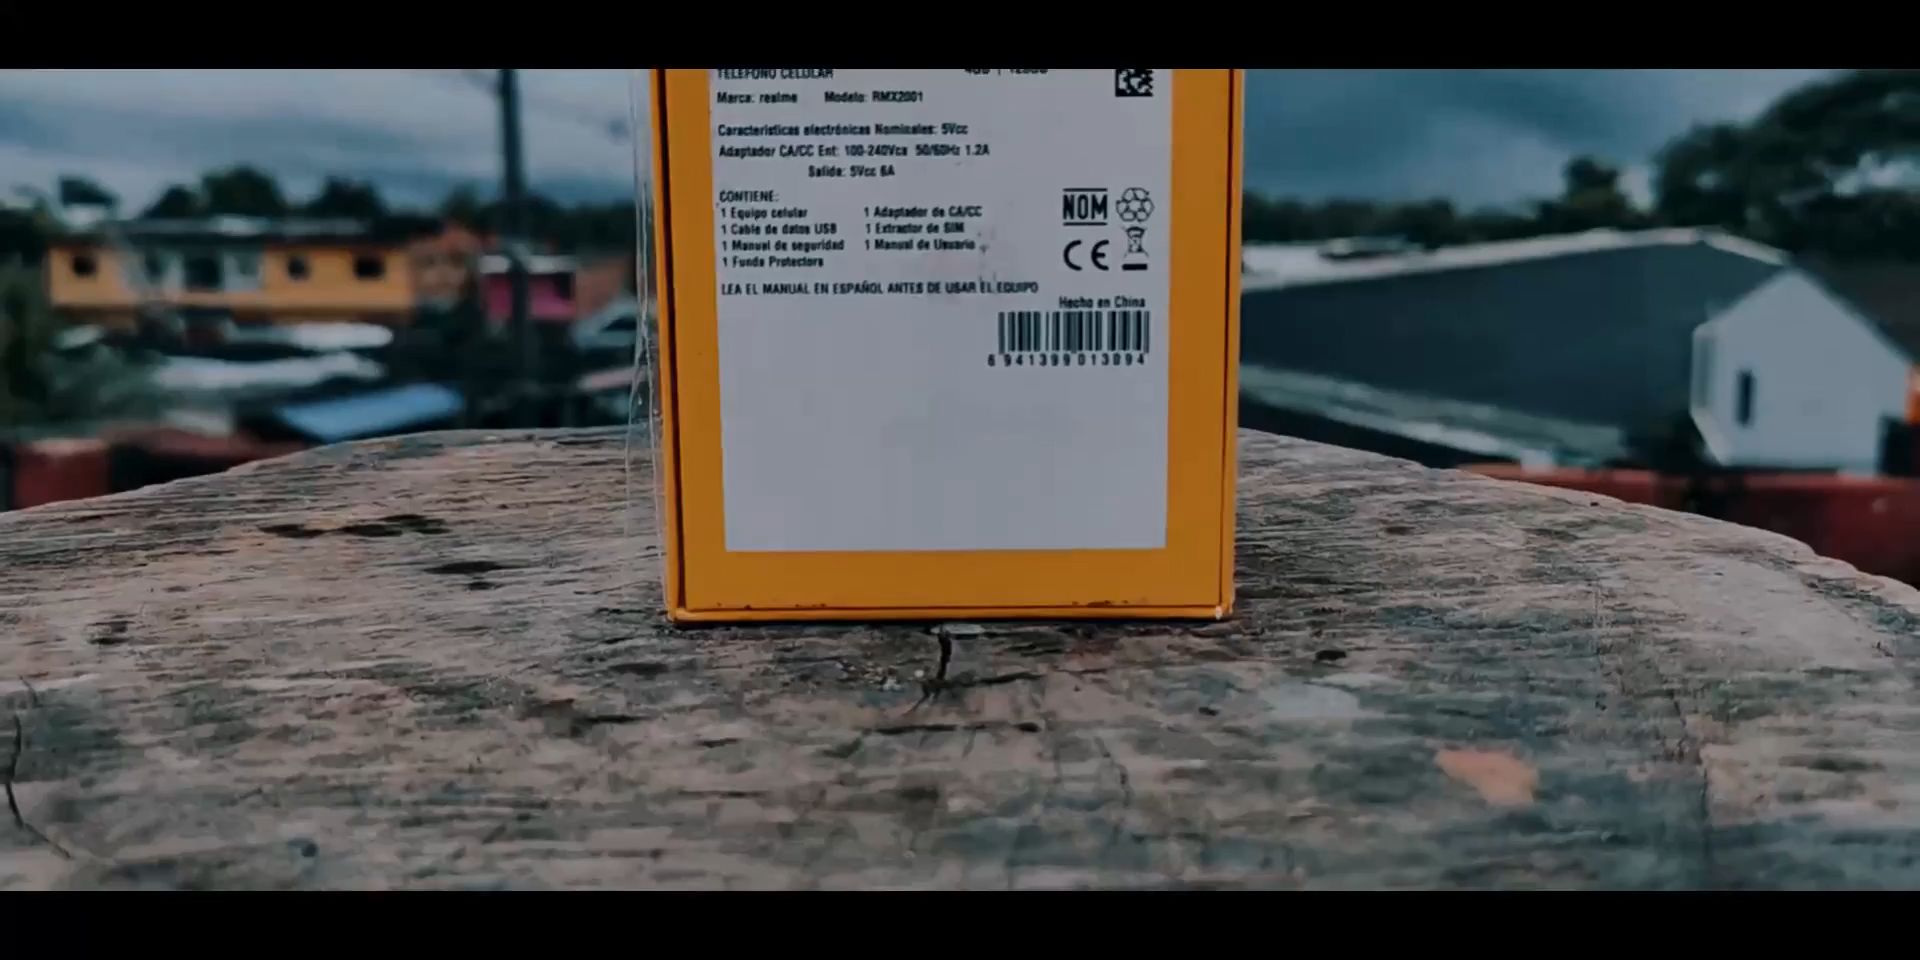 TELEFONO CELULAR 4GB | 128GB
Marca: realme Modelo: RMX2001
Características electrónicas Nominales: 5Vcc
Adaptador CA/CC Ent: 100-240Vca 50/60Hz 1.2A
Salida: 5Vcc 6A
CONTIENE:
1 Equipo celular 1 Adaptador de CA/CC
1 Cable de datos USB 1 Extractor de SIM
1 Manual de seguridad 1 Manual de Usuario
1 Funda Protectora
NOM
CE
LEA EL MANUAL EN ESPAÑOL ANTES DE USAR EL EQUIPO
Hecho en China
6 941399 013094